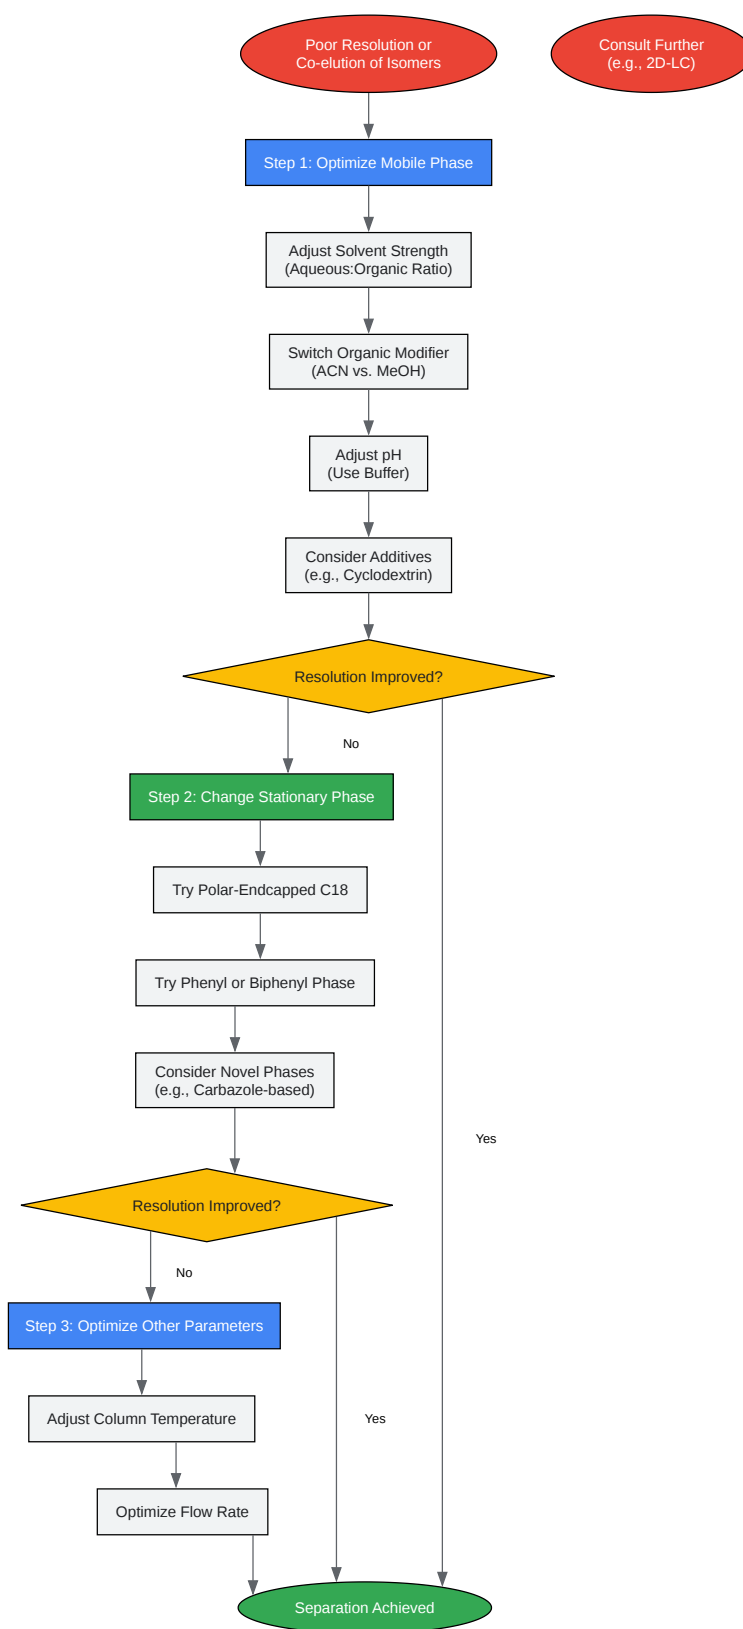 Poor Resolution or
Co-elution of Isomers
Consult Further
(e.g., 2D-LC)
Step 1: Optimize Mobile Phase
Adjust Solvent Strength
(Aqueous:Organic Ratio)
Switch Organic Modifier
(ACN vs. MeOH)
Adjust pH
(Use Buffer)
Consider Additives
(e.g., Cyclodextrin)
Resolution Improved?
No
Step 2: Change Stationary Phase
Try Polar-Endcapped C18
Try Phenyl or Biphenyl Phase
Consider Novel Phases
(e.g., Carbazole-based)
Yes
Resolution Improved?
No
Step 3: Optimize Other Parameters
Adjust Column Temperature
Yes
Optimize Flow Rate
Separation Achieved